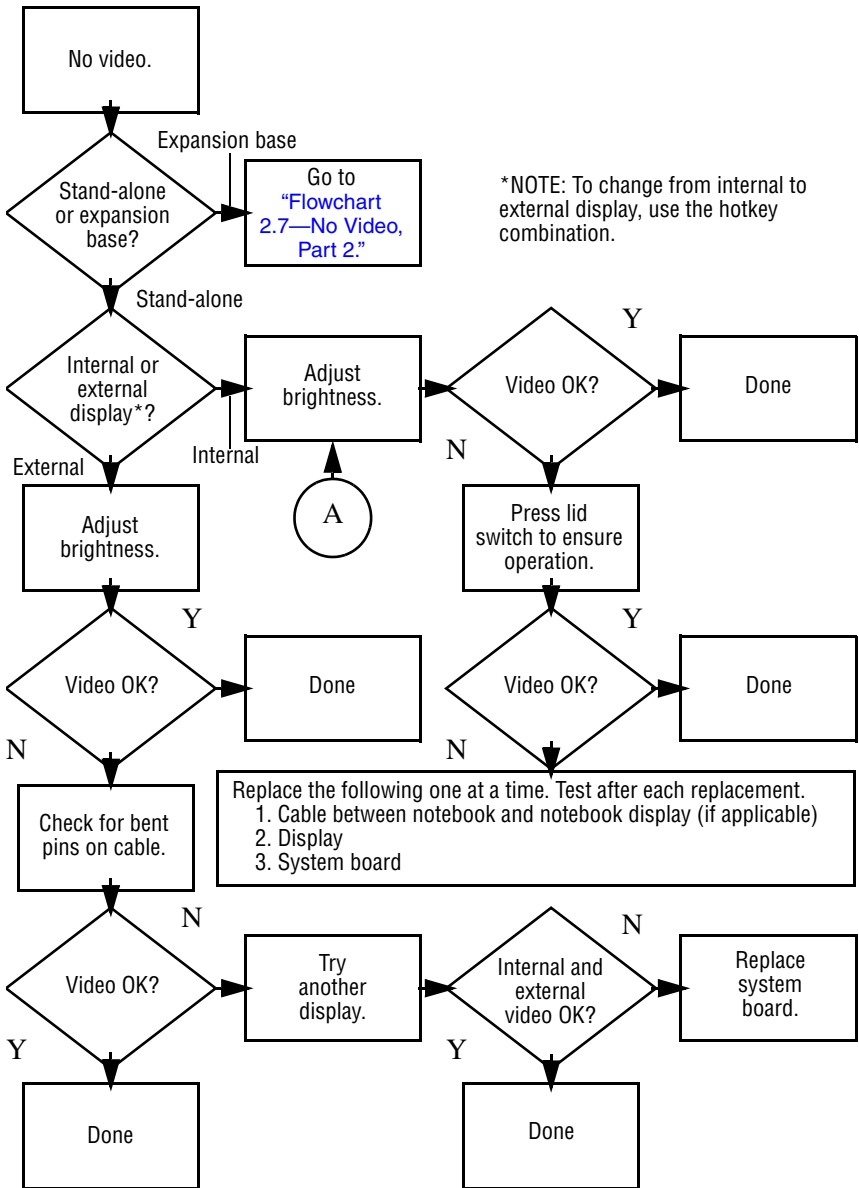 No video.
Expansion base
Stand-alone
or expansion
base?
Go to
“Flowchart
2.7—No Video,
Part 2.”
*NOTE: To change from internal to
external display, use the hotkey
combination.
Stand-alone
Internal or
external
display*?
Internal
External
Adjust
brightness.
A
Video OK?
Y
Done
N
Press lid
switch to ensure
operation.
Video OK?
Y
Done
N
Replace the following one at a time. Test after each replacement.
1. Cable between notebook and notebook display (if applicable)
2. Display
3. System board
Adjust
brightness.
Video OK?
Y
Done
N
Check for bent
pins on cable.
Video OK?
N
Try
another
display.
Internal and
external
video OK?
N
Replace
system
board.
Y
Done
Y
Done